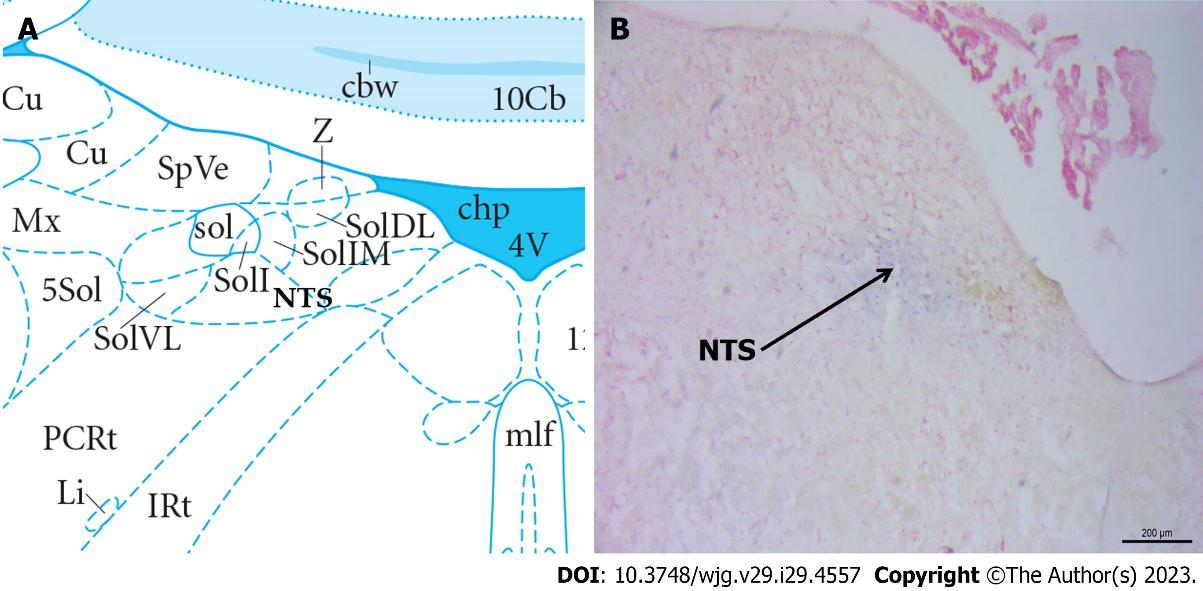 A
cbw
10Cb
Cu
Cu
Z
SpVe
chp
4V
Mx
sol
SolDL
SolIM
SolI
NTS
5Sol
SolVL
PCRt
mlf
Li
IRt
B
NTS
200 µm
DOI: 10.3748/wjg.v29.i29.4557 Copyright ©The Author(s) 2023.